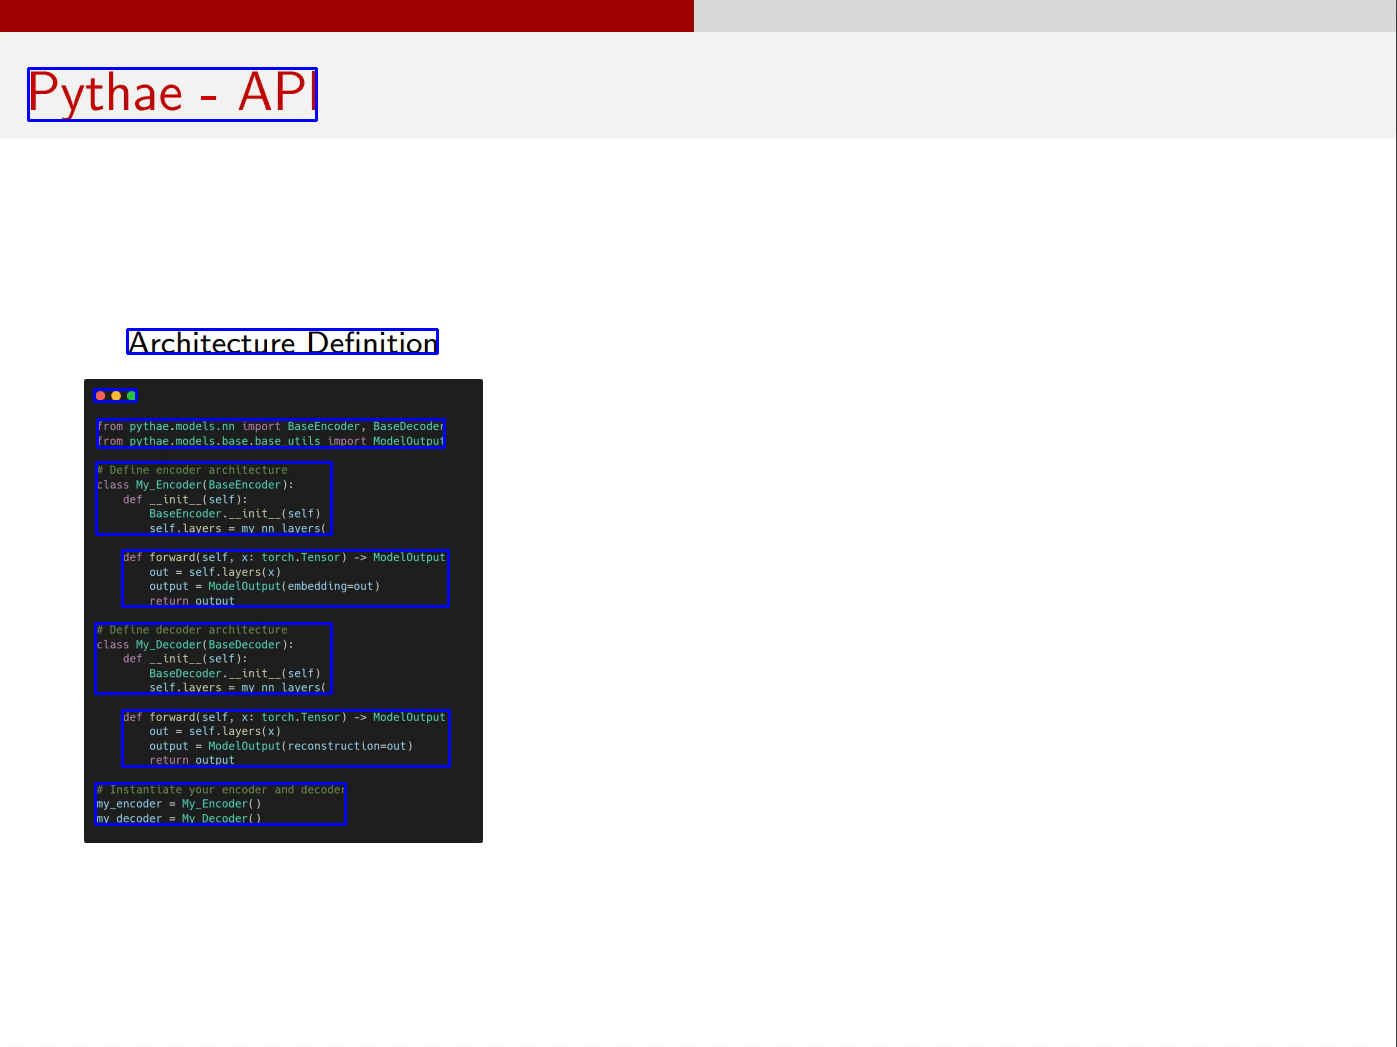 Pythae - API
Architecture Definition
from pythae.models.nn import BaseEncoder, BaseDecoder
from pythae.models.base.base_utils import ModelOutput
# Define encoder architecture
class My_Encoder(BaseEncoder):
    def __init__(self):
        BaseEncoder.__init__(self)
        self.layers = my_nn_layers(
    def forward(self, x: torch.Tensor) -> ModelOutput
        out = self.layers(x)
        output = ModelOutput(embedding=out)
        return output
# Define decoder architecture
class My_Decoder(BaseDecoder):
    def __init__(self):
        BaseDecoder.__init__(self)
        self.layers = my_nn_layers(
    def forward(self, x: torch.Tensor) -> ModelOutput
        out = self.layers(x)
        output = ModelOutput(reconstruction=out)
        return output
# Instantiate your encoder and decoder
my_encoder = My_Encoder()
my_decoder = My_Decoder()